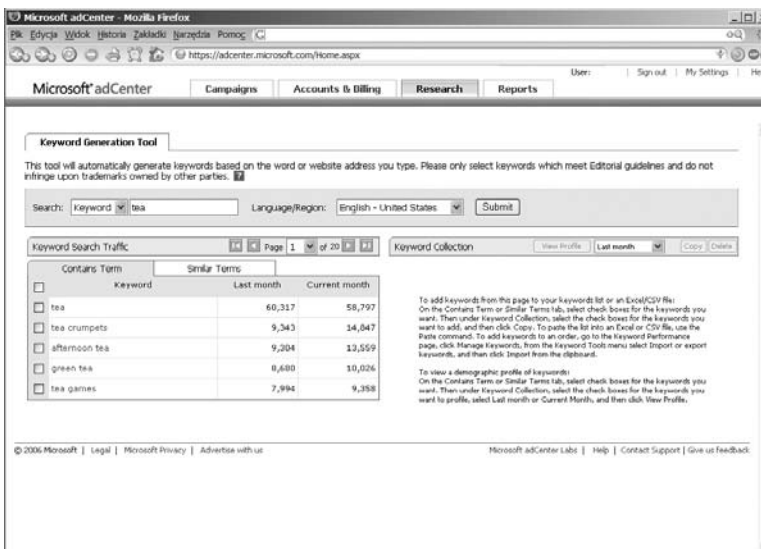 Microsoft adCenter - Mozilla Firefox
Plik Edycja Widok Historia Zakładki Narzędzia Pomoc
https://adcenter.microsoft.com/Home.aspx
User: | Sign out | My Settings | He
Microsoft® adCenter Campaigns Accounts & Billing Research Reports
Keyword Generation Tool
This tool will automatically generate keywords based on the word or website address you type. Please only select keywords which meet Editorial guidelines and do not
infringe upon trademarks owned by other parties. ?
Search: Keyword tea Language/Region: English - United States Submit
Keyword Search Traffic Page 1 of 20 Keyword Collection View Profile Last month Copy Delete
Contains Term Similar Terms
Keyword Last month Current month
tea 60,317 58,797
tea crumpets 9,343 14,847
afternoon tea 9,304 13,559
green tea 8,680 10,026
tea games 7,994 9,358
To add keywords from this page to your keywords list or an Excel/CSV file:
On the Contains Term or Similar Terms tab, select check boxes for the keywords you
want. Then under Keyword Collection, select the check boxes for the keywords you
want to add, and then click Copy. To paste the list into an Excel or CSV file, use the
Paste command. To add keywords to an order, go to the Keyword Performance
page, click Manage Keywords, from the Keyword Tools menu select Import or export
keywords, and then click Import from the clipboard.
To view a demographic profile of keywords:
On the Contains Term or Similar Terms tab, select check boxes for the keywords you
want. Then under Keyword Collection, select the check boxes for the keywords you
want to profile, select Last month or Current Month, and then click View Profile.
© 2006 Microsoft | Legal | Microsoft Privacy | Advertise with us Microsoft adCenter Labs | Help | Contact Support | Give us feedback